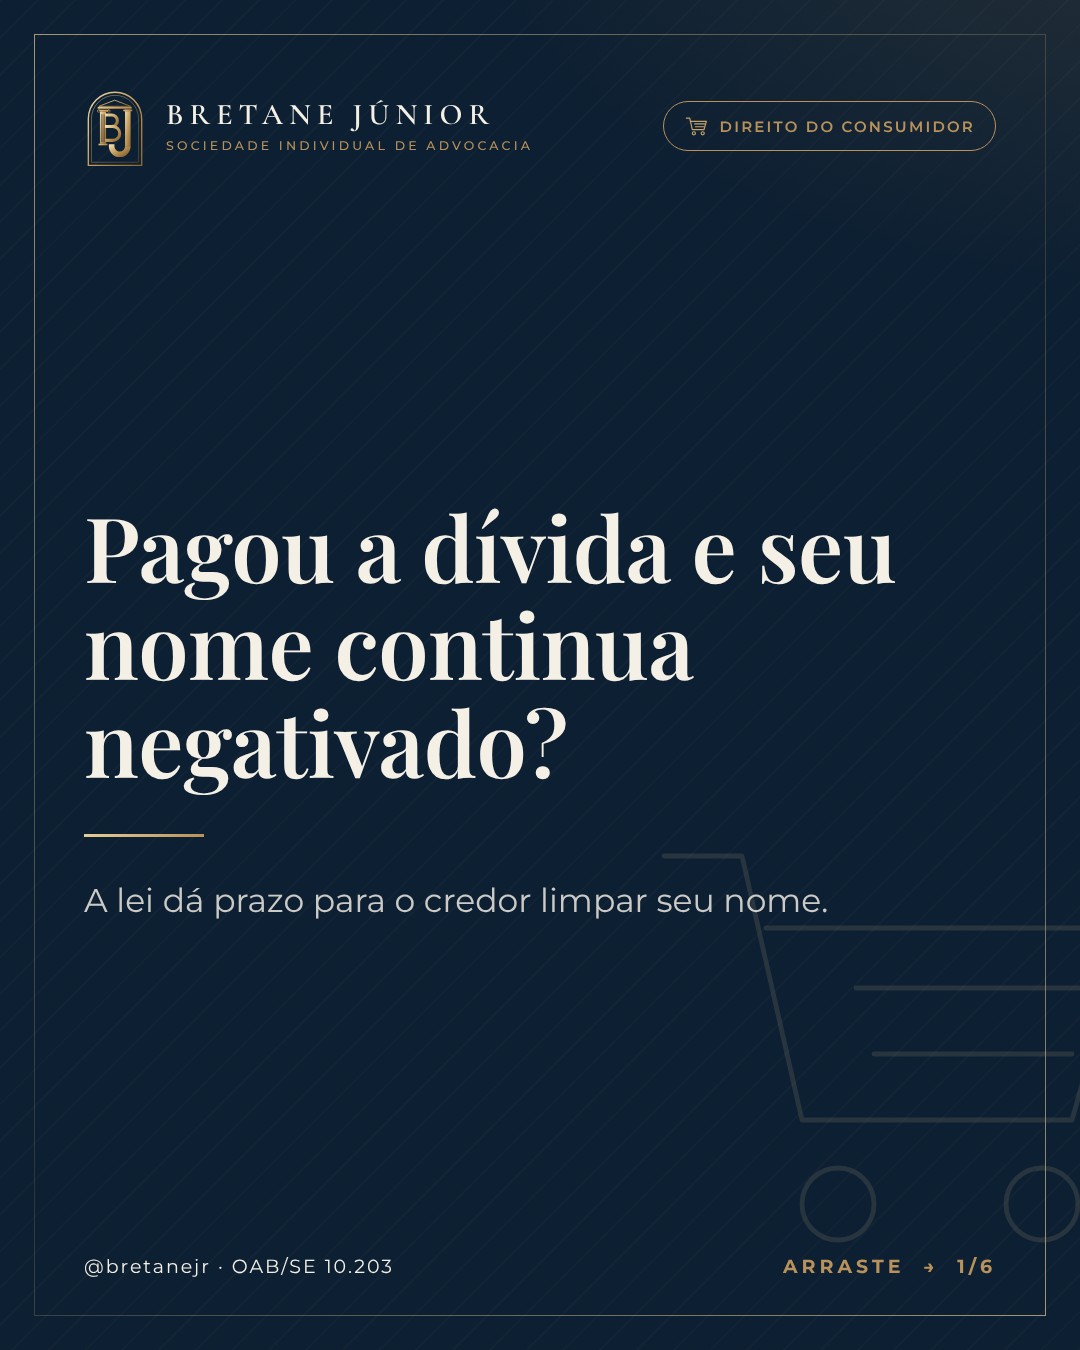 BRETANE JÚNIOR
SOCIEDADE INDIVIDUAL DE ADVOCACIA
DIREITO DO CONSUMIDOR
Pagou a dívida e seu
nome continua
negativado?
A lei dá prazo para o credor limpar seu nome.
@bretanejr · OAB/SE 10.203
ARRASTE → 1/6